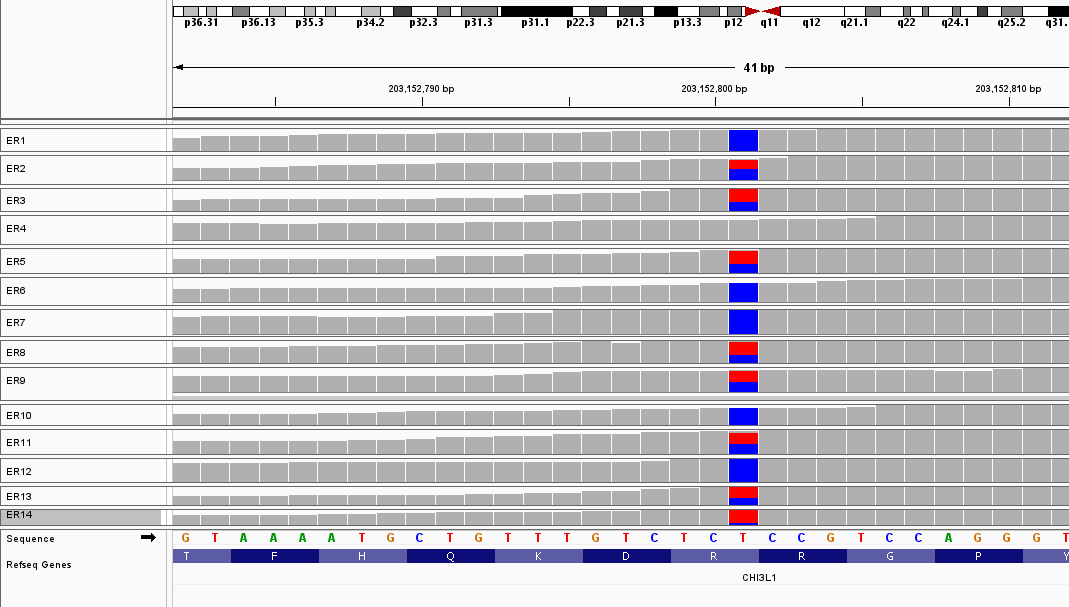 p36.31 p36.13 p35.3 p34.2 p32.3 p31.3 p31.1 p22.3 p21.3 p13.3 p12 q11 q12 q21.1 q22 q24.1 q25.2 q31.
41 bp
203,152,790 bp 203,152,800 bp 203,152,810 bp
ER1
ER2
ER3
ER4
ER5
ER6
ER7
ER8
ER9
ER10
ER11
ER12
ER13
ER14
Sequence G T A A A A T G C T G T T T G T C T C T C C G T C C A G G G T
Refseq Genes T F H Q K D R R G P Y
CHI3L1